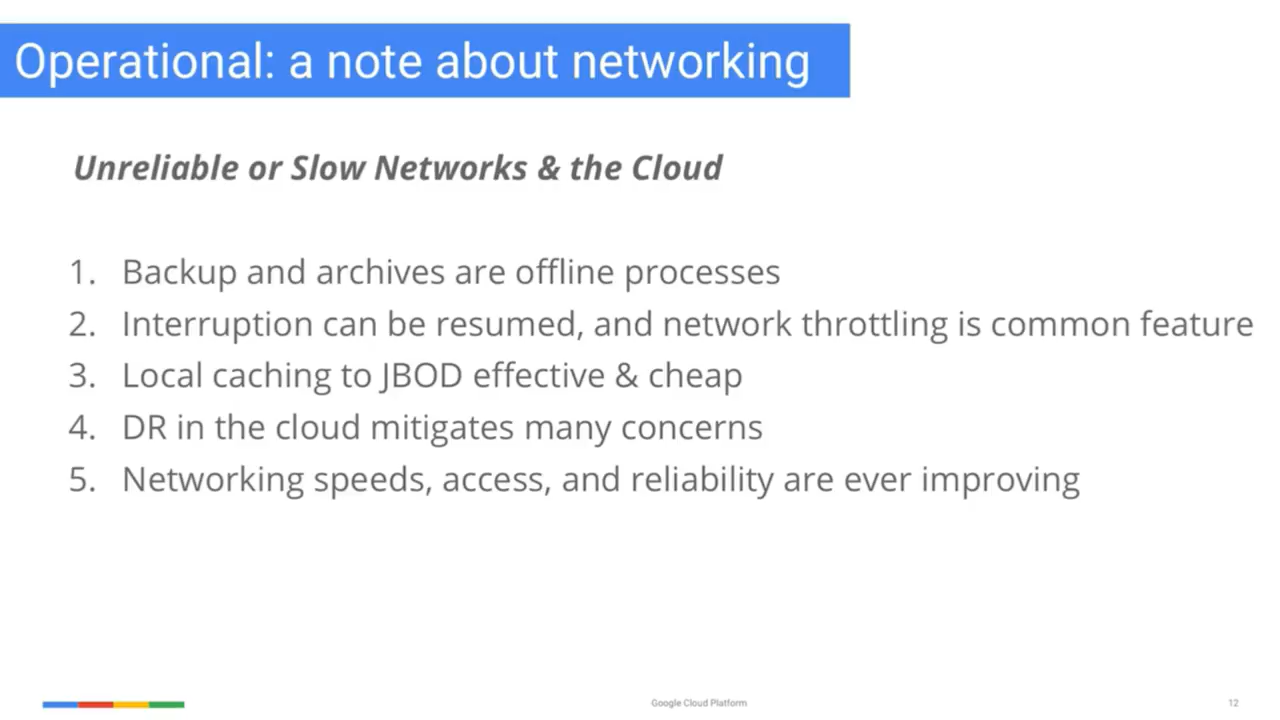 Operational: a note about networking
Unreliable or Slow Networks & the Cloud
1. Backup and archives are offline processes
2. Interruption can be resumed, and network throttling is common feature
3. Local caching to JBOD effective & cheap
4. DR in the cloud mitigates many concerns
5. Networking speeds, access, and reliability are ever improving
Google Cloud Platform
12